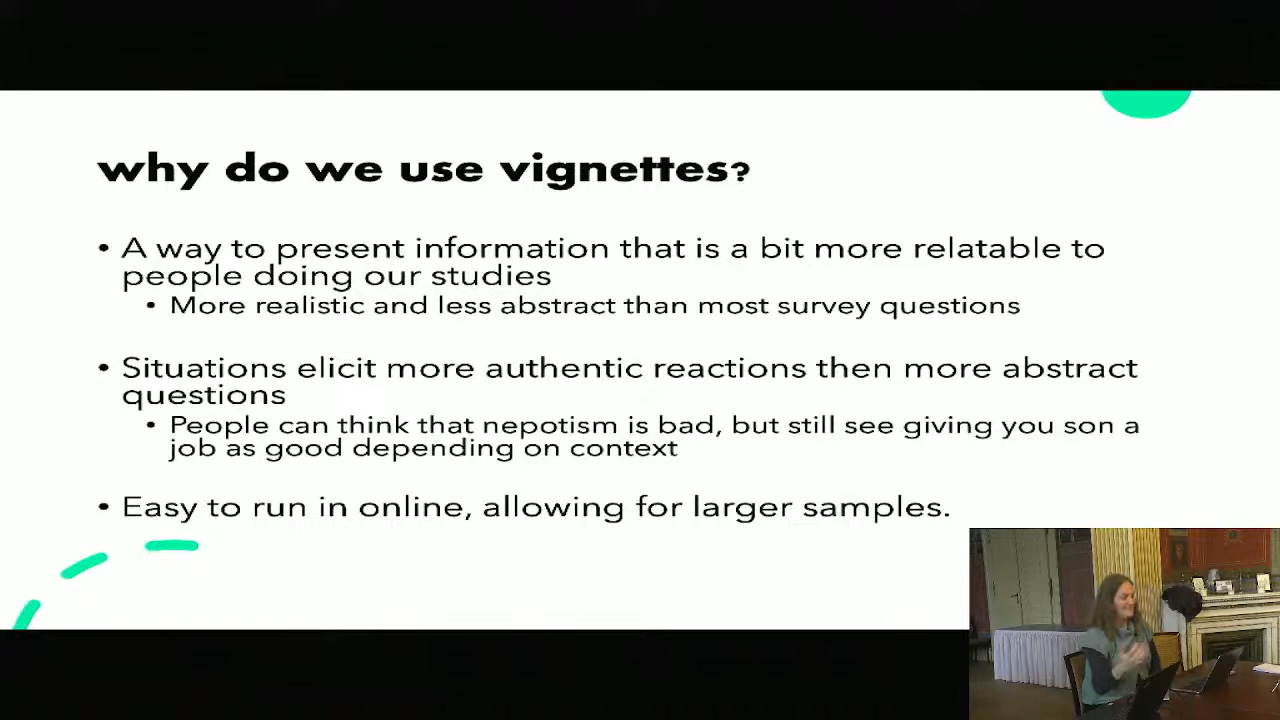 why do we use vignettes?
• A way to present information that is a bit more relatable to
people doing our studies
• More realistic and less abstract than most survey questions
• Situations elicit more authentic reactions then more abstract
questions
• People can think that nepotism is bad, but still see giving you son a
job as good depending on context
• Easy to run in online, allowing for larger samples.